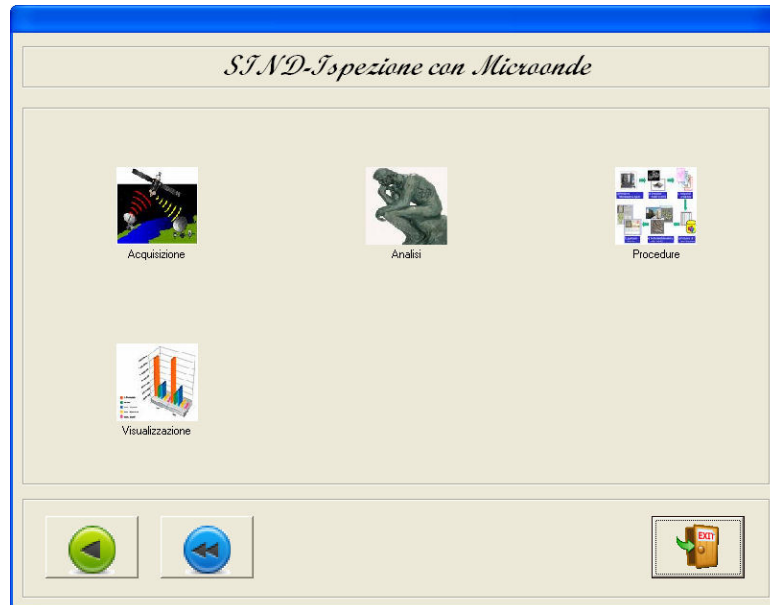 SIND-Ispezione con Microonde
Acquisizione
Analisi
Procedure
Visualizzazione
EXIT